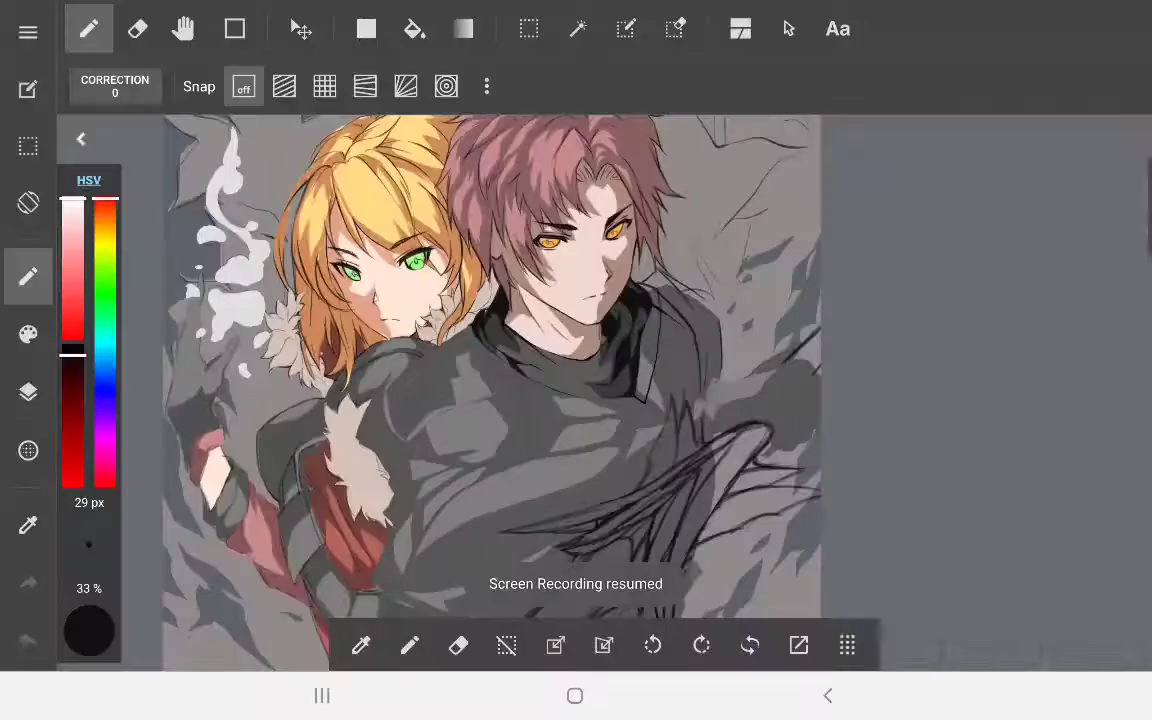 Aa
CORRECTION
0
Snap
off
HSV
29 px
33 %
Screen Recording resumed